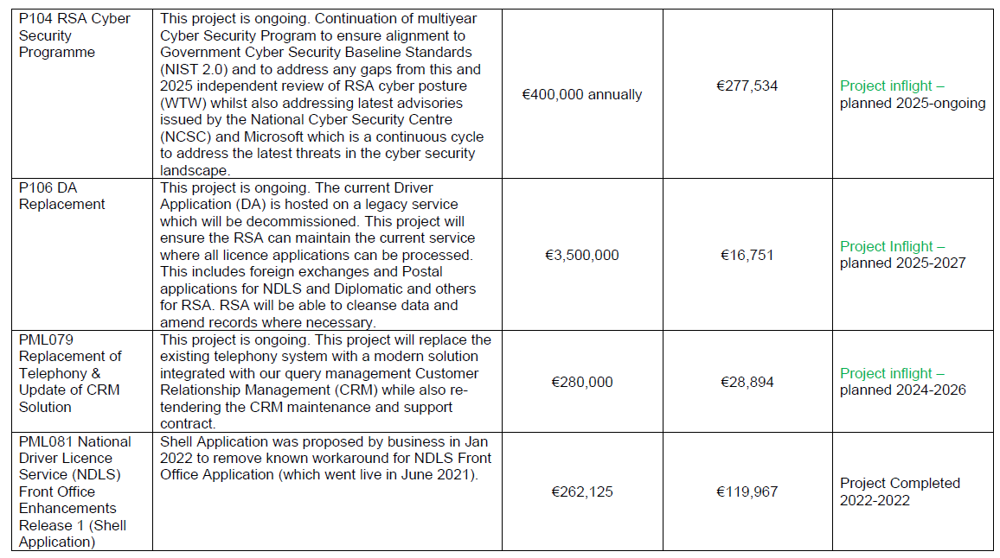 P104 RSA Cyber
Security
Programme
This project is ongoing. Continuation of multiyear
Cyber Security Program to ensure alignment to
Government Cyber Security Baseline Standards
(NIST 2.0) and to address any gaps from this and
2025 independent review of RSA cyber posture
(WTW) whilst also addressing latest advisories
issued by the National Cyber Security Centre
(NCSC) and Microsoft which is a continuous cycle
to address the latest threats in the cyber security
landscape.
€400,000 annually
€277,534
Project inflight –
planned 2025-ongoing
P106 DA
Replacement
This project is ongoing. The current Driver
Application (DA) is hosted on a legacy service
which will be decommissioned. This project will
ensure the RSA can maintain the current service
where all licence applications can be processed.
This includes foreign exchanges and Postal
applications for NDLS and Diplomatic and others
for RSA. RSA will be able to cleanse data and
amend records where necessary.
€3,500,000
€16,751
Project Inflight –
planned 2025-2027
PML079
Replacement of
Telephony &
Update of CRM
Solution
This project is ongoing. This project will replace the
existing telephony system with a modern solution
integrated with our query management Customer
Relationship Management (CRM) while also re-
tendering the CRM maintenance and support
contract.
€280,000
€28,894
Project inflight –
planned 2024-2026
PML081 National
Driver Licence
Service (NDLS)
Front Office
Enhancements
Release 1 (Shell
Application)
Shell Application was proposed by business in Jan
2022 to remove known workaround for NDLS Front
Office Application (which went live in June 2021).
€262,125
€119,967
Project Completed
2022-2022